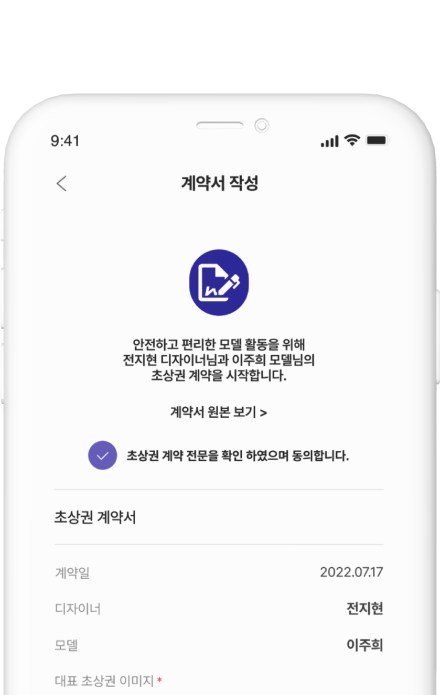 9:41
계약서 작성
안전하고 편리한 모델 활동을 위해
전지현 디자이너님과 이주희 모델님의
초상권 계약을 시작합니다.
계약서 원본 보기 >
초상권 계약 전문을 확인 하였으며 동의합니다.
초상권 계약서
계약일 2022.07.17
디자이너 전지현
모델 이주희
대표 초상권 이미지 *